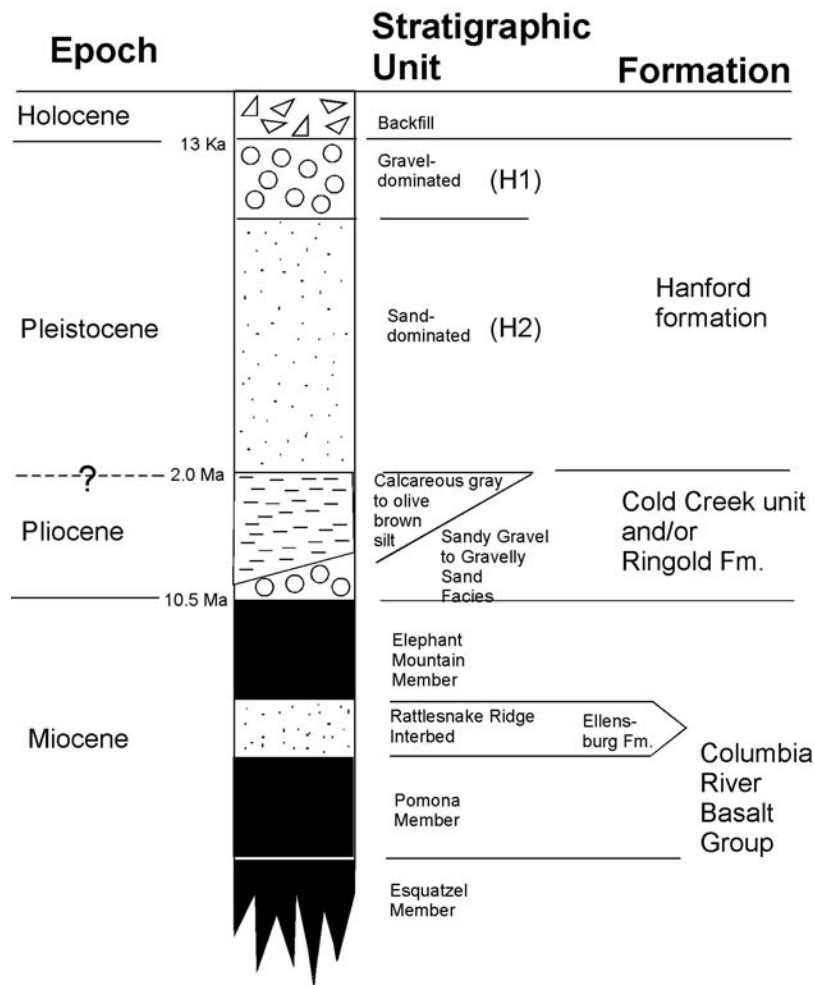 Epoch
Stratigraphic
Unit
Formation
Holocene
Backfill
13 Ka
Gravel-
dominated
(H1)
Pleistocene
Sand-
dominated
(H2)
Hanford
formation
?
2.0 Ma
Pliocene
Calcareous gray
to olive
brown
silt
Sandy Gravel
to Gravelly
Sand
Facies
Cold Creek unit
and/or
Ringold Fm.
10.5 Ma
Miocene
Elephant
Mountain
Member
Rattlesnake Ridge
Interbed
Ellens-
burg Fm.
Pomona
Member
Columbia
River
Basalt
Group
Esquatzel
Member